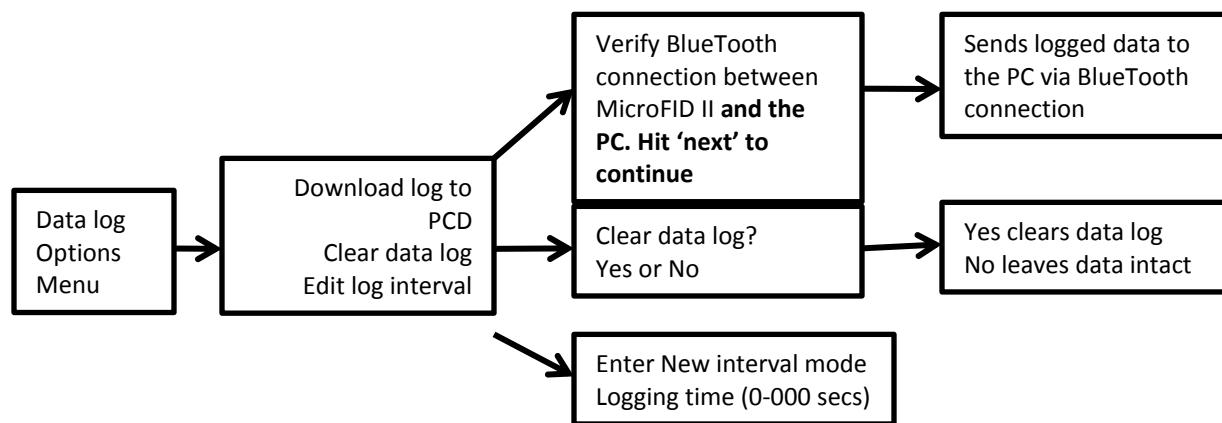 Data log
Options
Menu
Download log to
PCD
Clear data log
Edit log interval
Verify BlueTooth
connection between
MicroFID II and the
PC. Hit ‘next’ to
continue
Sends logged data to
the PC via BlueTooth
connection
Clear data log?
Yes or No
Yes clears data log
No leaves data intact
Enter New interval mode
Logging time (0-000 secs)